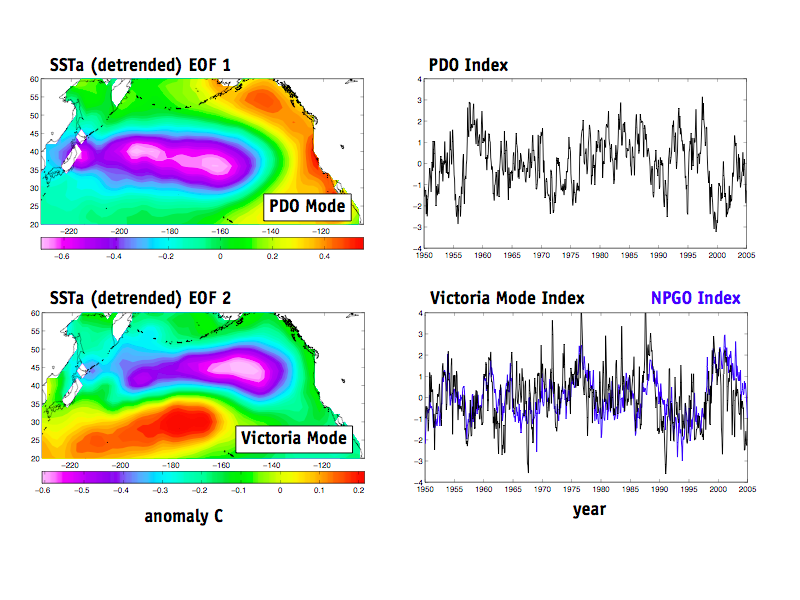 SSTa (detrended) EOF 1
60
55
50
45
40
35
30
25
20
PDO Mode
−220 −200 −180 −160 −140 −120
−0.6 −0.4 −0.2 0 0.2 0.4
PDO Index
4
3
2
1
0
−1
−2
−3
−4
1950 1955 1960 1965 1970 1975 1980 1985 1990 1995 2000 2005
SSTa (detrended) EOF 2
60
55
50
45
40
35
30
25
20
Victoria Mode
−220 −200 −180 −160 −140 −120
−0.6 −0.5 −0.4 −0.3 −0.2 −0.1 0 0.1 0.2
anomaly C
Victoria Mode Index NPGO Index
4
3
2
1
0
−1
−2
−3
−4
1950 1955 1960 1965 1970 1975 1980 1985 1990 1995 2000 2005
year